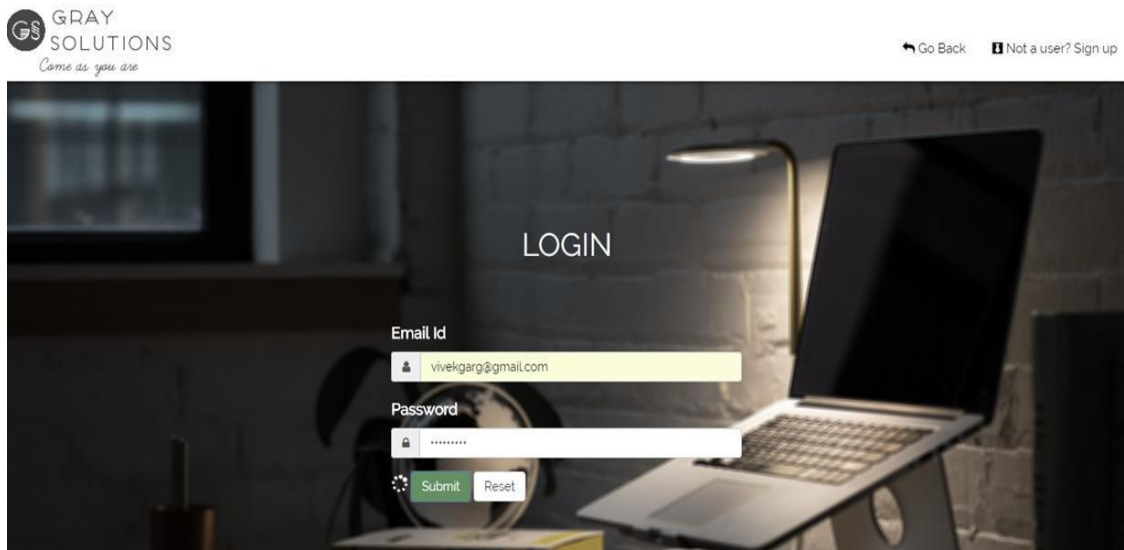 GS
GRAY
SOLUTIONS
Come as you are
Go Back
Not a user? Sign up
LOGIN
Email Id
vivekgarg@gmail.com
Password
•••••••••
Submit
Reset